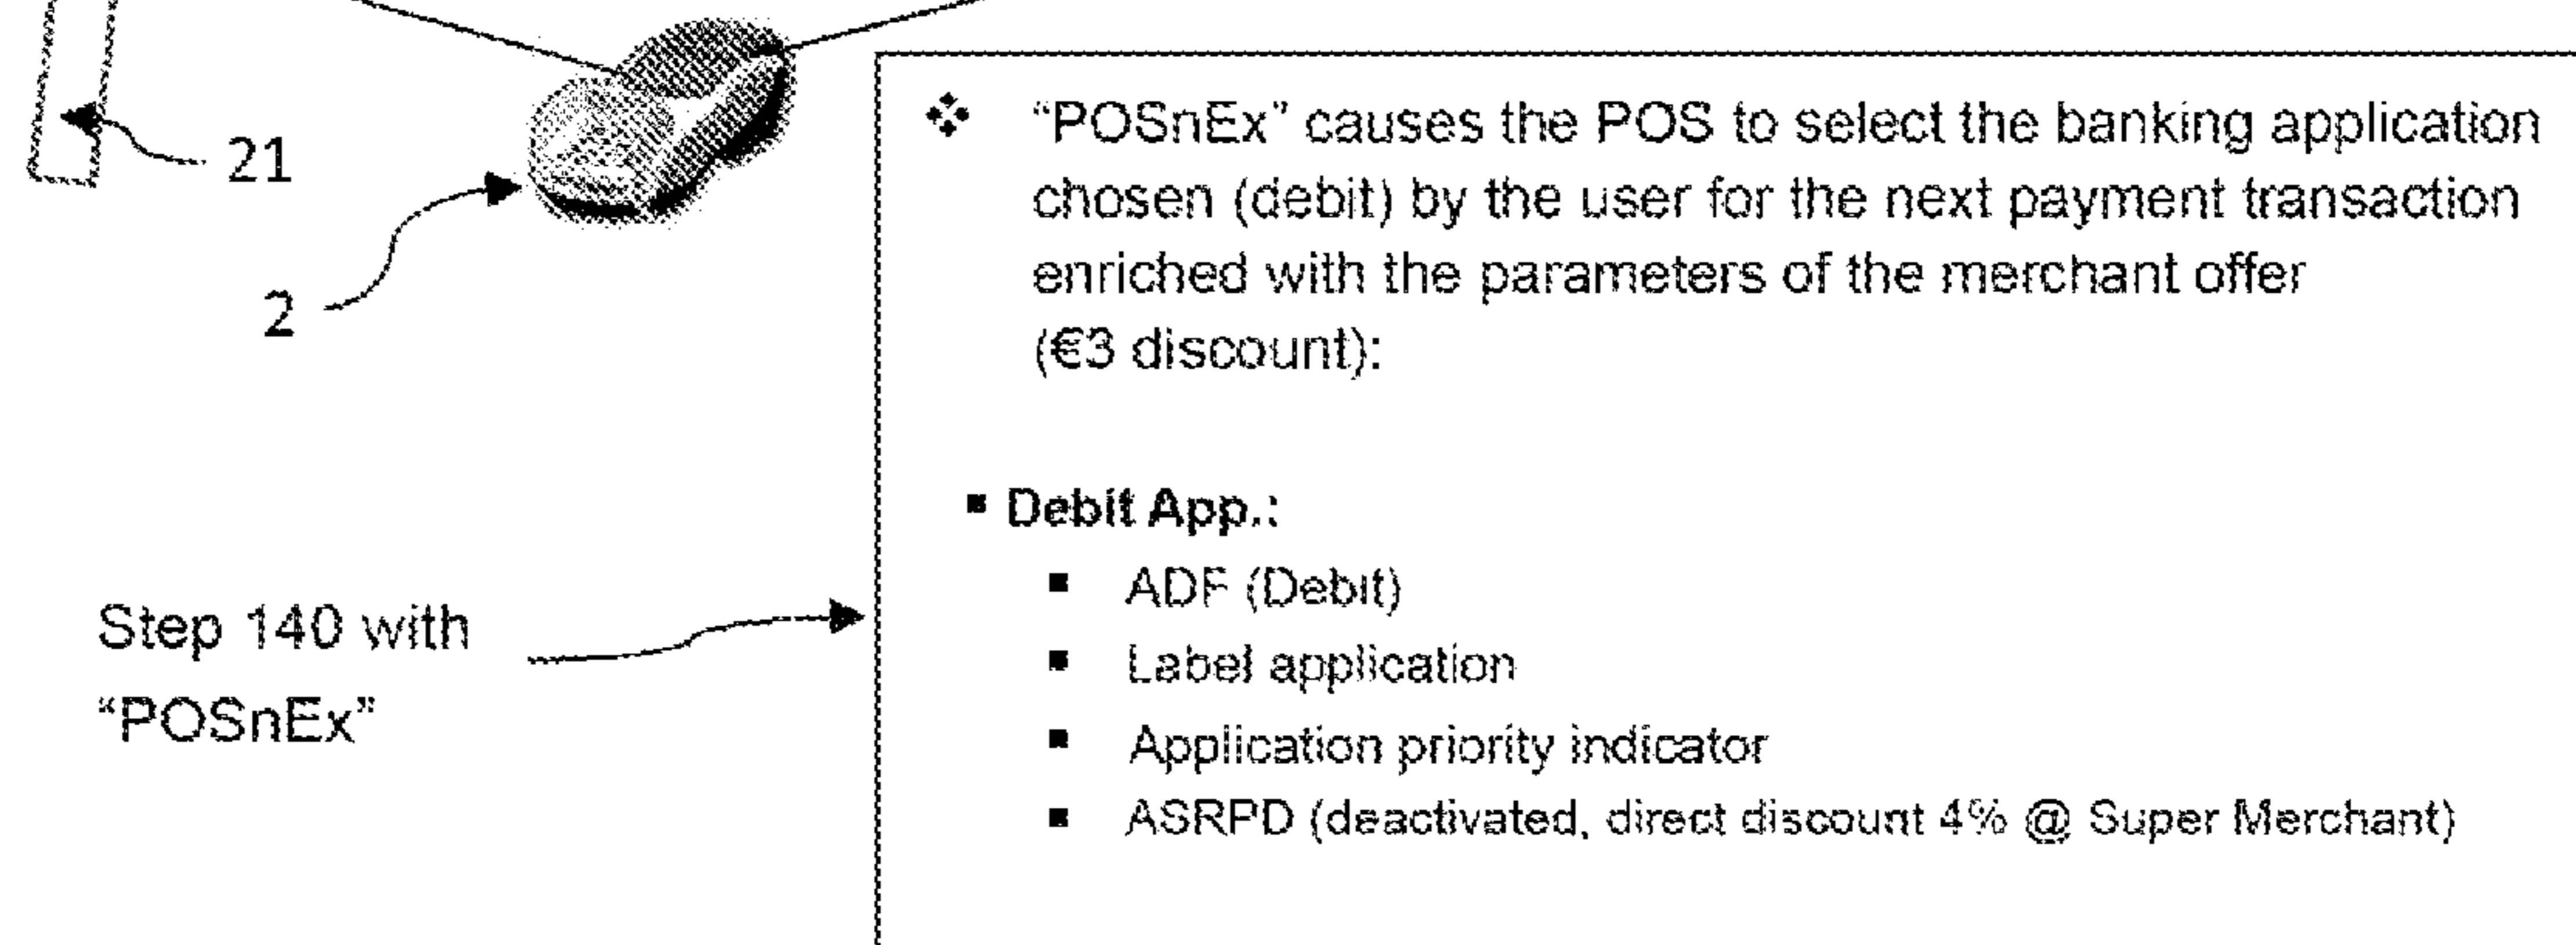 21
2
“POSnEx” causes the POS to select the banking application
chosen (debit) by the user for the next payment transaction
enriched with the parameters of the merchant offer
(€3 discount):
Debit App.:
ADF (Debit)
Label application
Application priority indicator
ASRPD (deactivated, direct discount 4% @ Super Merchant)
Step 140 with
“POSnEx”